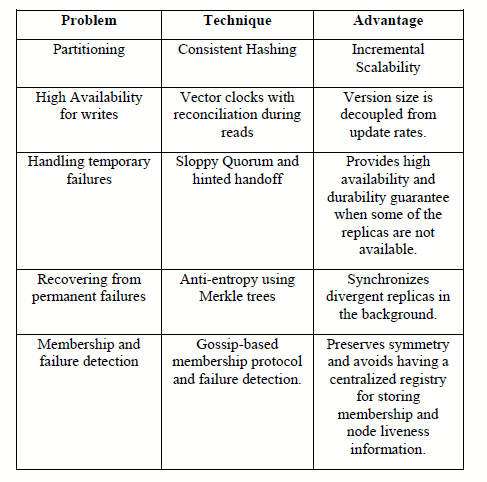 Problem Technique Advantage
Partitioning Consistent Hashing Incremental
Scalability
High Availability Vector clocks with Version size is
for writes reconciliation during decoupled from
reads update rates.
Handling temporary Sloppy Quorum and Provides high
failures hinted handoff availability and
durability guarantee
when some of the
replicas are not
available.
Recovering from Anti-entropy using Synchronizes
permanent failures Merkle trees divergent replicas in
the background.
Membership and Gossip-based Preserves symmetry
failure detection membership protocol and avoids having a
and failure detection. centralized registry
for storing
membership and
node liveness
information.